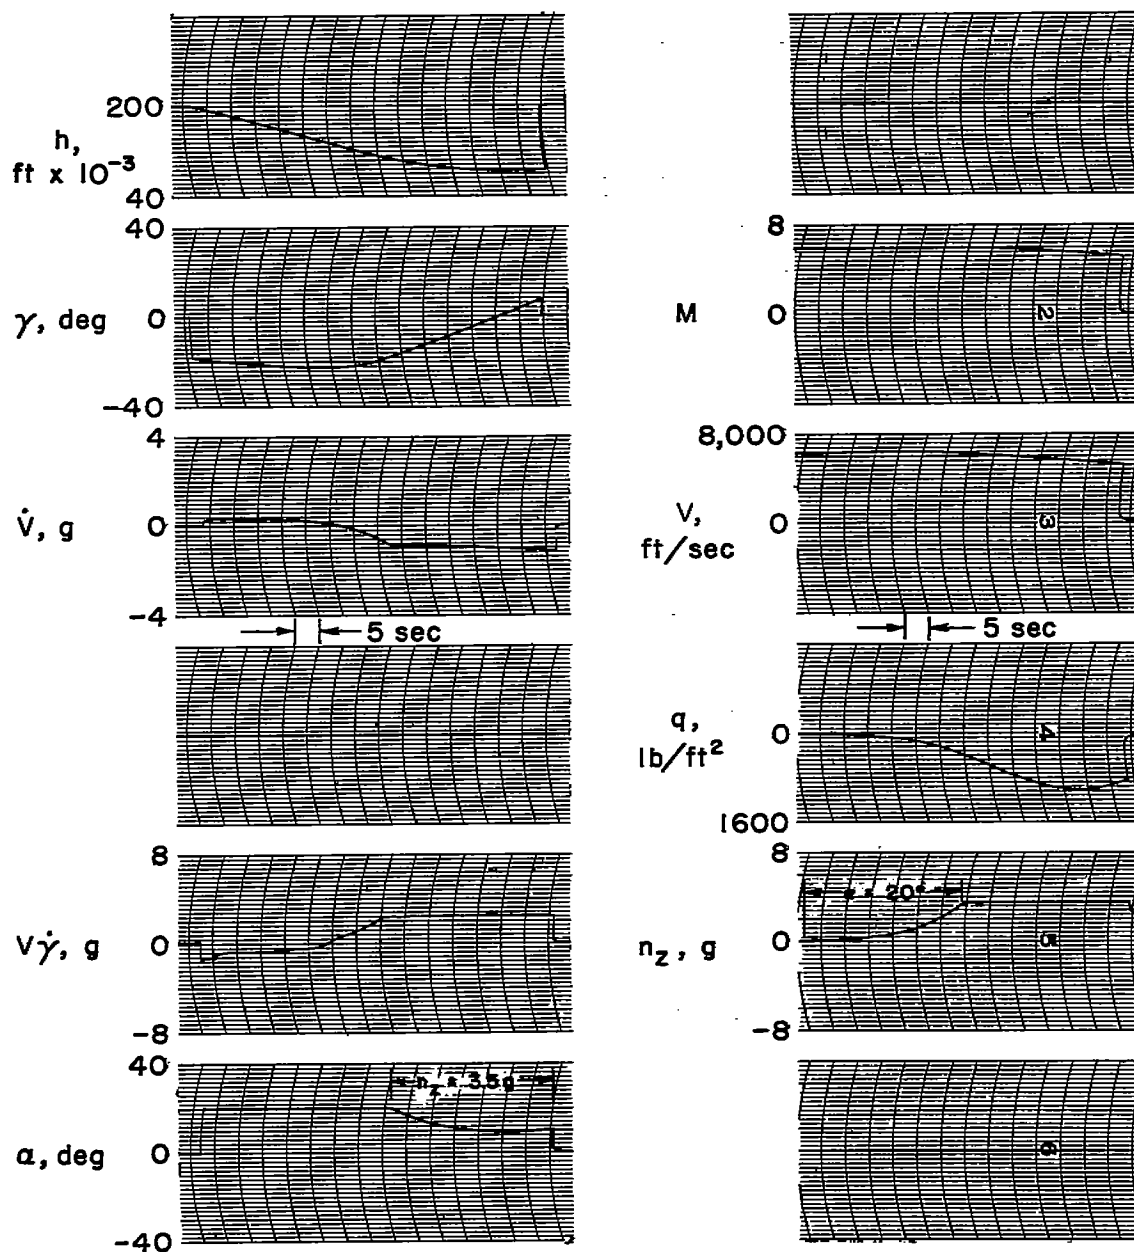 200
h,
ft x 10⁻³
40
40
γ, deg
0
-40
4
V̇, g
0
-4
5 sec
8
Vγ̇, g
0
-8
40
nz = 3.5g
α, deg
0
-40
8
M
0
2
8,000
V,
ft/sec
0
3
5 sec
q,
lb/ft²
0
4
1600
8
20°
nz, g
0
5
-8
6